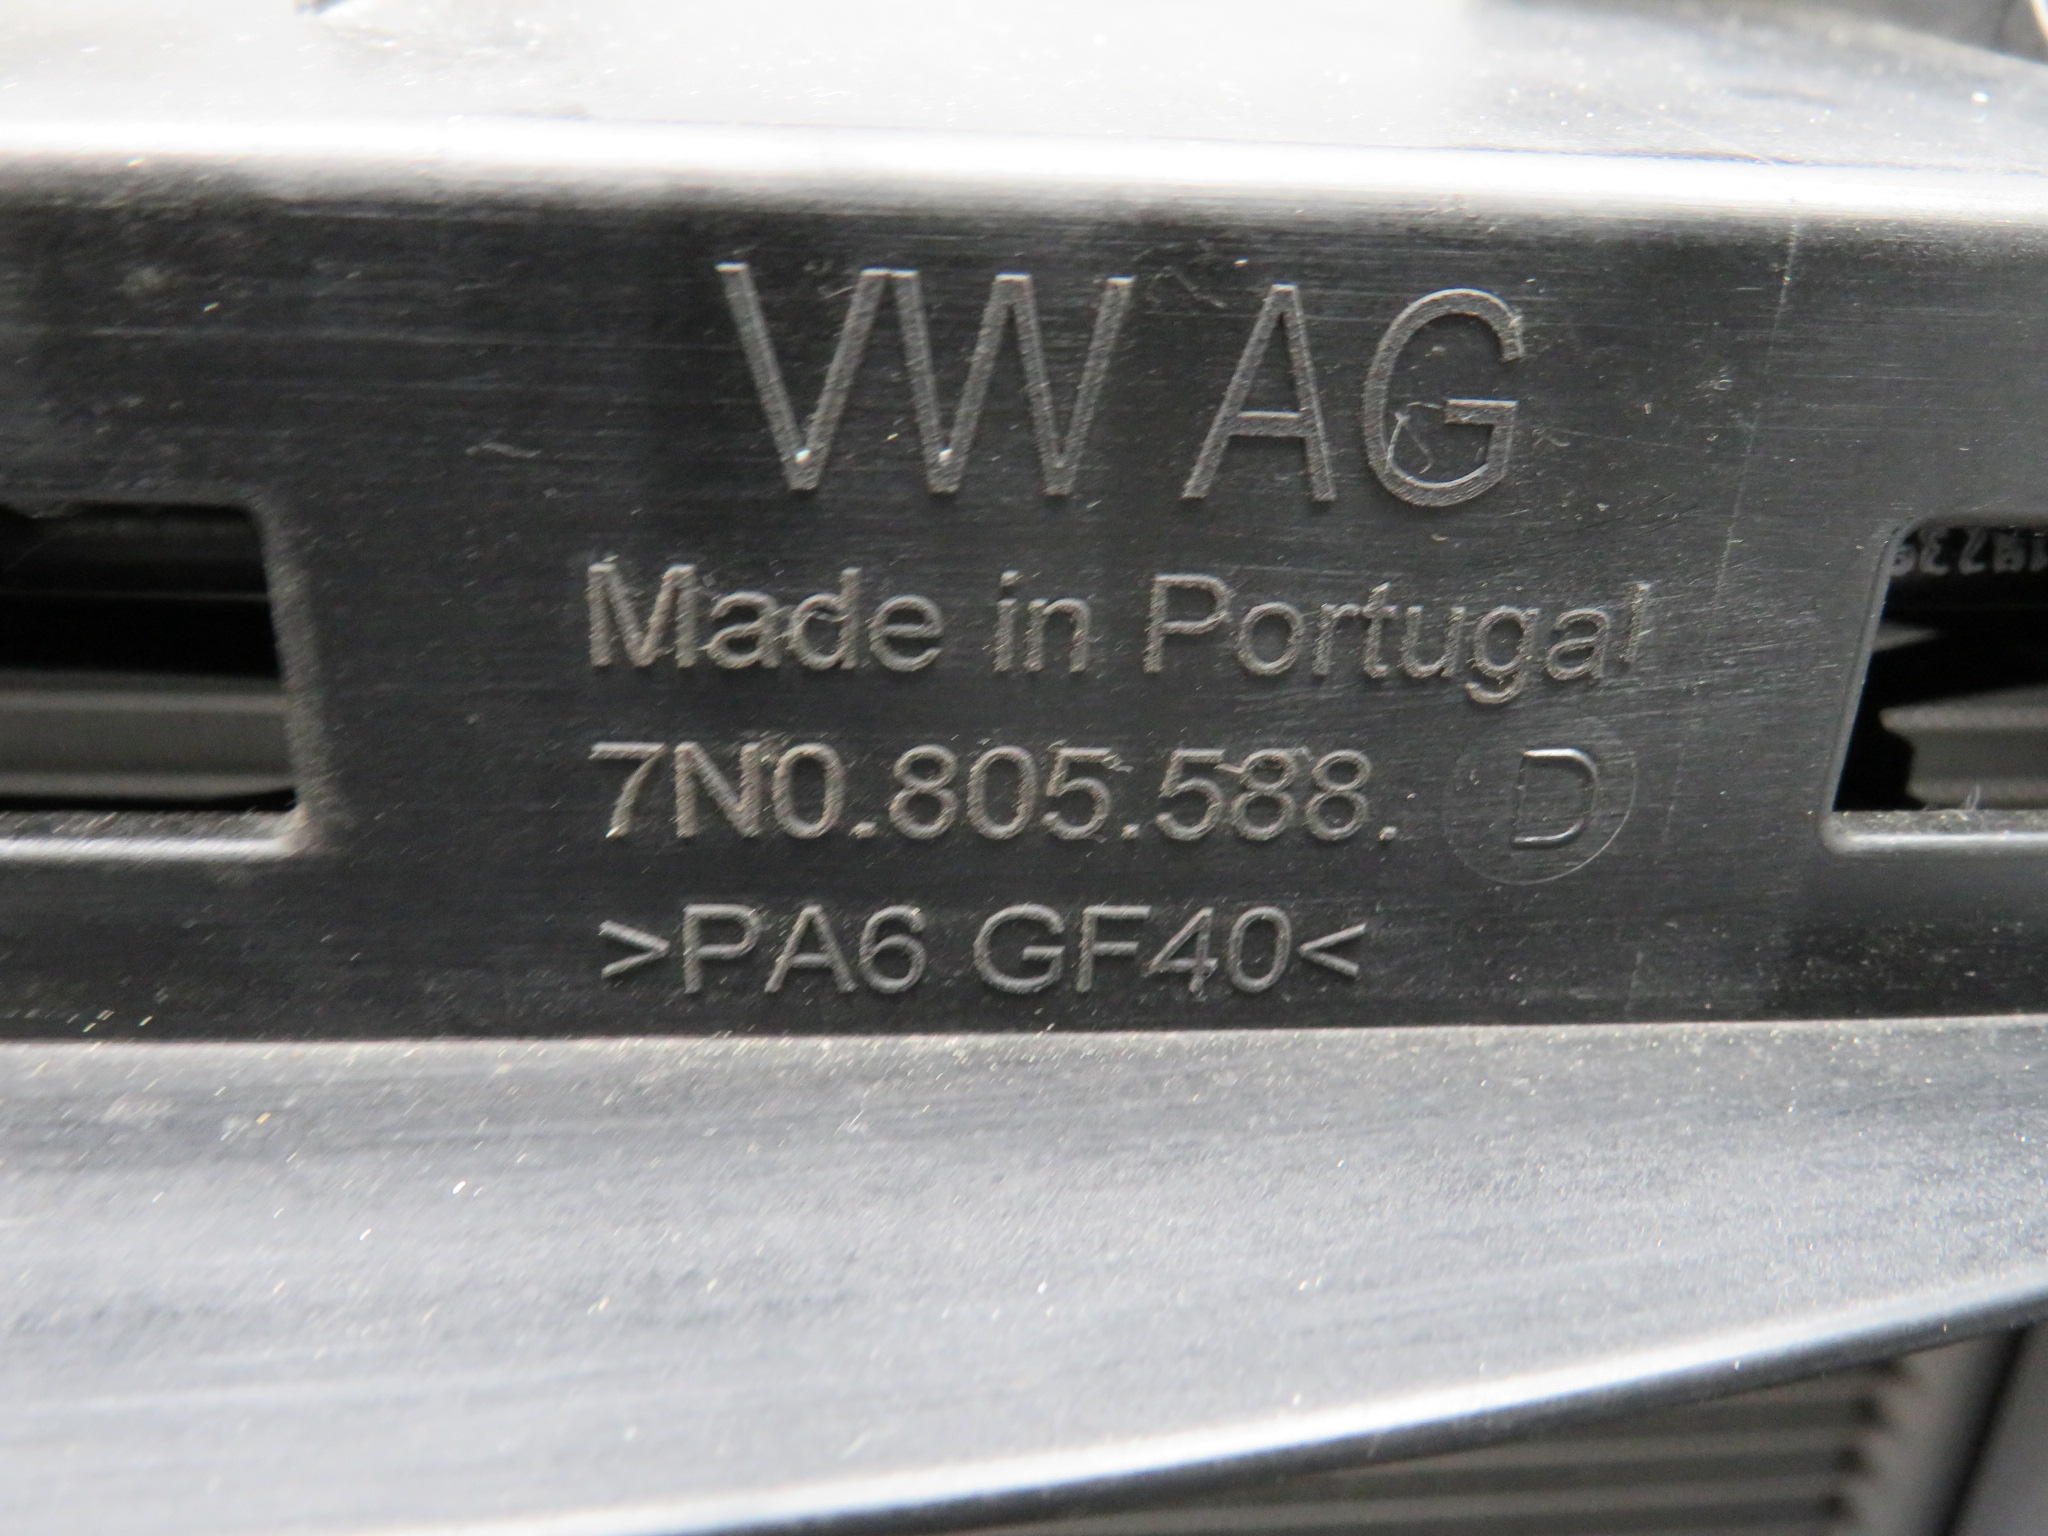 VW AG
Made in Portugal
7N0.805.588. D
>PA6 GF40<